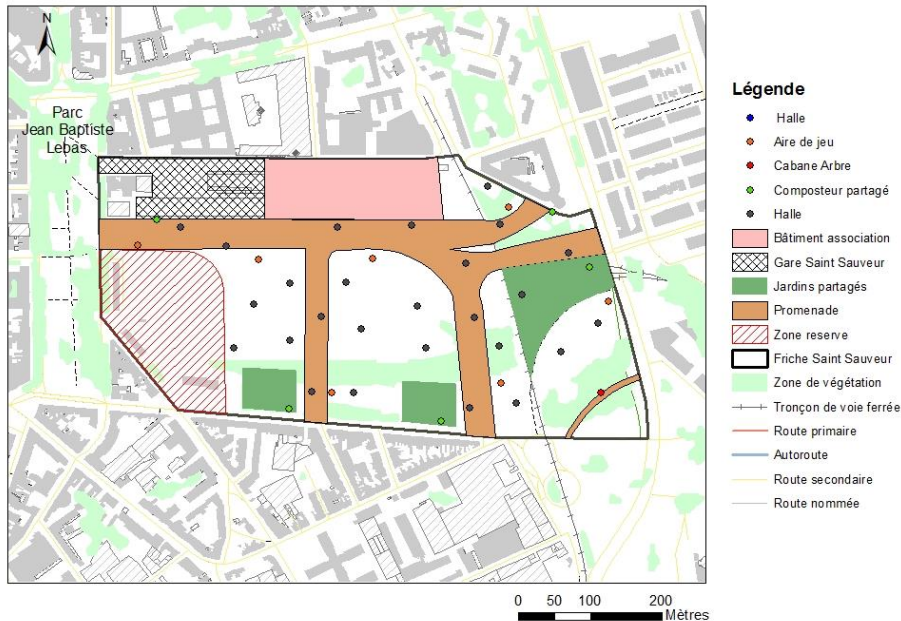 N
Parc
Jean Baptiste
Lebas
Légende
Halle
Aire de jeu
Cabane Arbre
Composteur partagé
Halle
Bâtiment association
Gare Saint Sauveur
Jardins partagés
Promenade
Zone reserve
Friche Saint Sauveur
Zone de végétation
Tronçon de voie ferrée
Route primaire
Autoroute
Route secondaire
Route nommée
0 50 100 200
Mètres